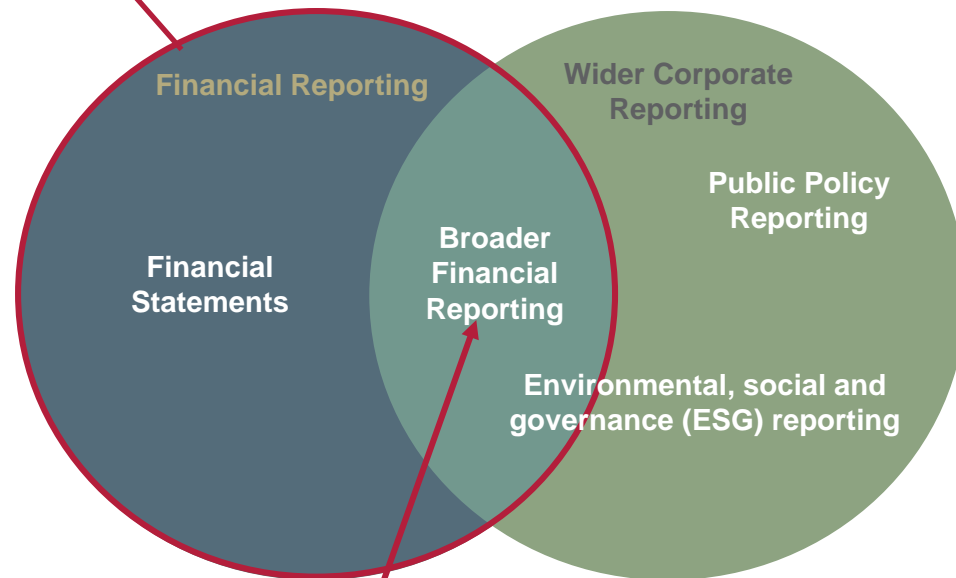 Financial Reporting
Wider Corporate
Reporting
Public Policy
Reporting
Financial
Statements
Broader
Financial
Reporting
Environmental, social and
governance (ESG) reporting